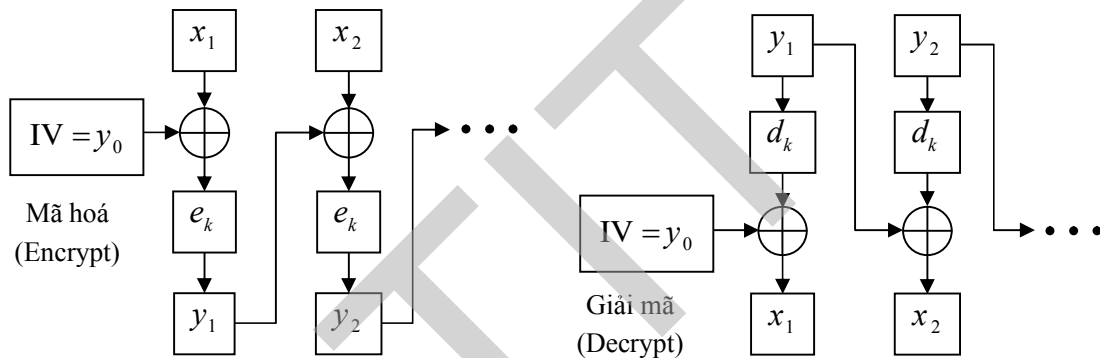 x₁ x₂
IV = y₀
• • •
Mã hoá
(Encrypt)
eₖ eₖ
y₁ y₂
y₁ y₂
dₖ dₖ
IV = y₀
• • •
Giải mã
(Decrypt)
x₁ x₂
TIT